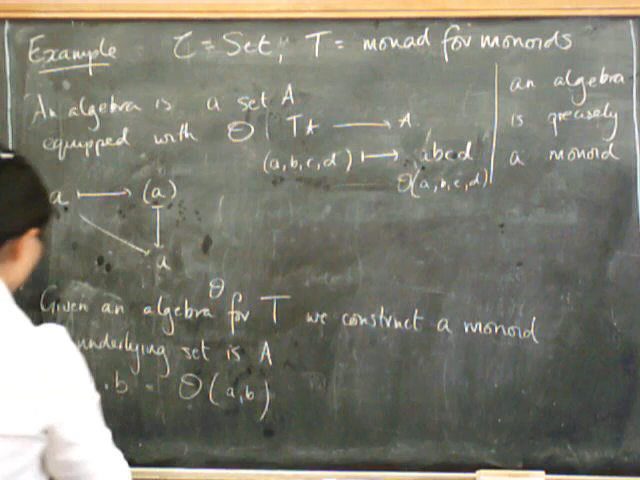 Example C = Set, T = monad for monoids
An algebra is a set A
equipped with θ | TA ⟶ A
(a,b,c,d) ⟼ abcd
θ(a,b,c,d)
an algebra
is precisely
a monoid
a ⟼ (a)
a
Given an algebra θ for T we construct a monoid
underlying set is A
.b = θ(a,b)